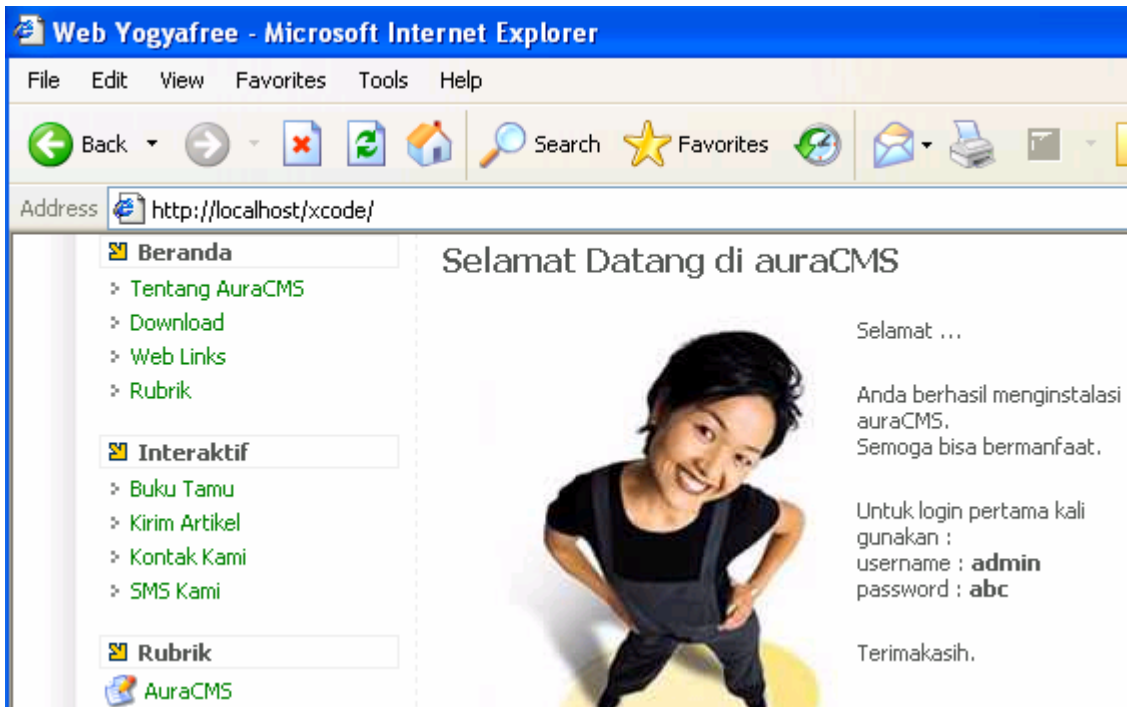 Web Yogyafree - Microsoft Internet Explorer
File Edit View Favorites Tools Help
Back Search Favorites
Address http://localhost/xcode/
Beranda
Tentang AuraCMS
Download
Web Links
Rubrik
Interaktif
Buku Tamu
Kirim Artikel
Kontak Kami
SMS Kami
Rubrik
AuraCMS
Selamat Datang di auraCMS
Selamat ...
Anda berhasil menginstalasi
auraCMS.
Semoga bisa bermanfaat.
Untuk login pertama kali
gunakan :
username : admin
password : abc
Terimakasih.